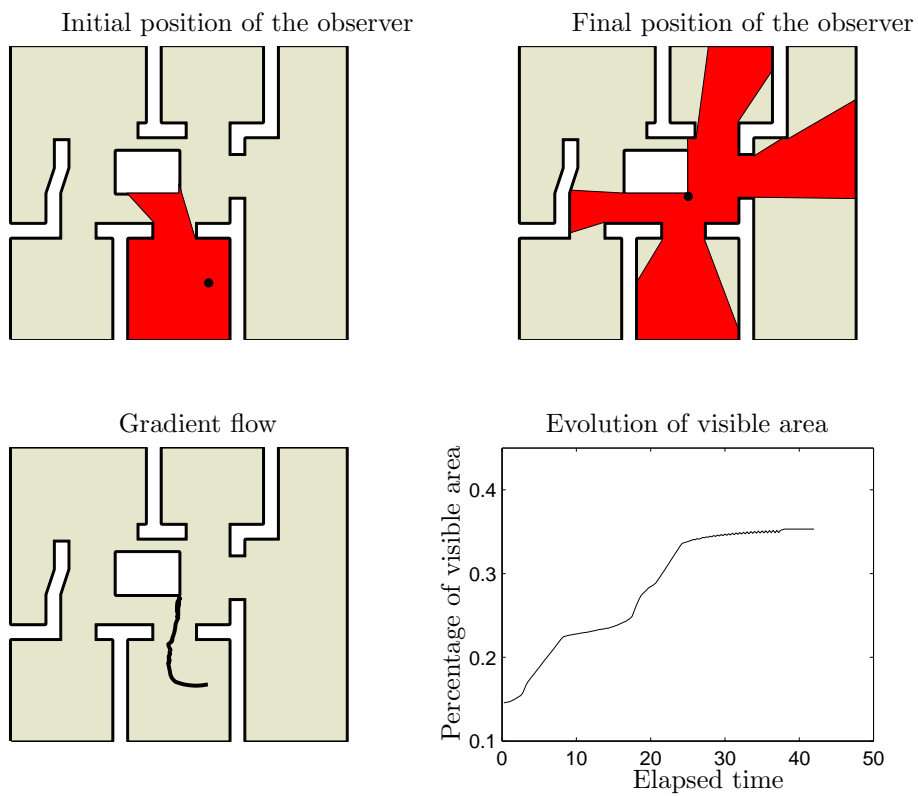 Initial position of the observer
Final position of the observer
Gradient flow
Evolution of visible area
Percentage of visible area
0.4
0.3
0.2
0.1
0 10 20 30 40 50
Elapsed time